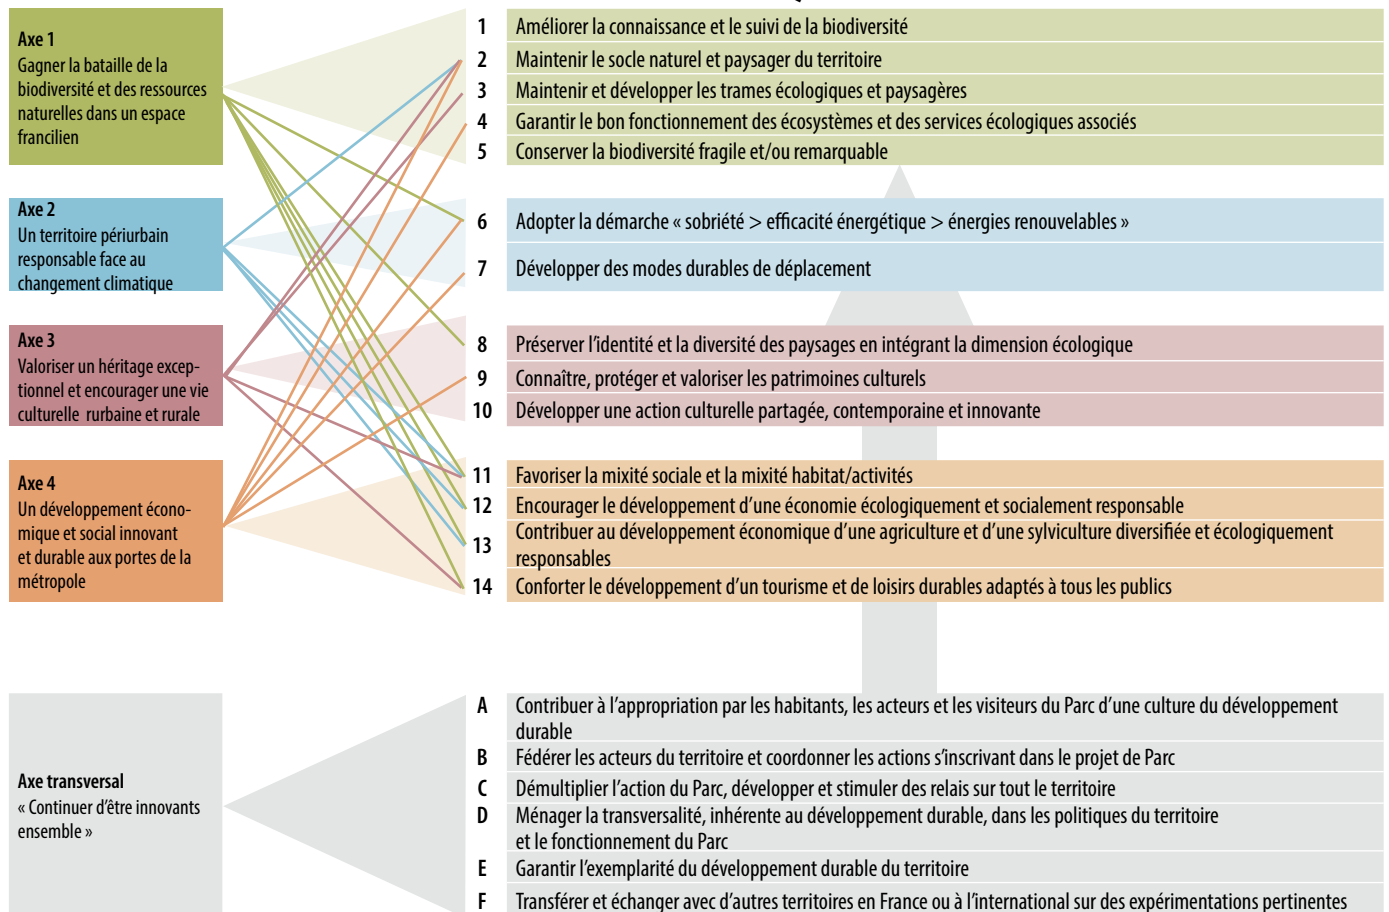 Axe 1
Gagner la bataille de la
biodiversité et des ressources
naturelles dans un espace
francilien
1 Améliorer la connaissance et le suivi de la biodiversité
2 Maintenir le socle naturel et paysager du territoire
3 Maintenir et développer les trames écologiques et paysagères
4 Garantir le bon fonctionnement des écosystèmes et des services écologiques associés
5 Conserver la biodiversité fragile et/ou remarquable
Axe 2
Un territoire périurbain
responsable face au
changement climatique
6 Adopter la démarche « sobriété > efficacité énergétique > énergies renouvelables »
7 Développer des modes durables de déplacement
Axe 3
Valoriser un héritage excep-
tionnel et encourager une vie
culturelle rurbaine et rurale
8 Préserver l’identité et la diversité des paysages en intégrant la dimension écologique
9 Connaître, protéger et valoriser les patrimoines culturels
10 Développer une action culturelle partagée, contemporaine et innovante
Axe 4
Un développement écono-
mique et social innovant
et durable aux portes de la
métropole
11 Favoriser la mixité sociale et la mixité habitat/activités
12 Encourager le développement d’une économie écologiquement et socialement responsable
13 Contribuer au développement économique d’une agriculture et d’une sylviculture diversifiée et écologiquement
responsables
14 Conforter le développement d’un tourisme et de loisirs durables adaptés à tous les publics
Axe transversal
« Continuer d’être innovants
ensemble »
A Contribuer à l’appropriation par les habitants, les acteurs et les visiteurs du Parc d’une culture du développement
durable
B Fédérer les acteurs du territoire et coordonner les actions s’inscrivant dans le projet de Parc
C Démultiplier l’action du Parc, développer et stimuler des relais sur tout le territoire
D Ménager la transversalité, inhérente au développement durable, dans les politiques du territoire
et le fonctionnement du Parc
E Garantir l’exemplarité du développement durable du territoire
F Transférer et échanger avec d’autres territoires en France ou à l’international sur des expérimentations pertinentes